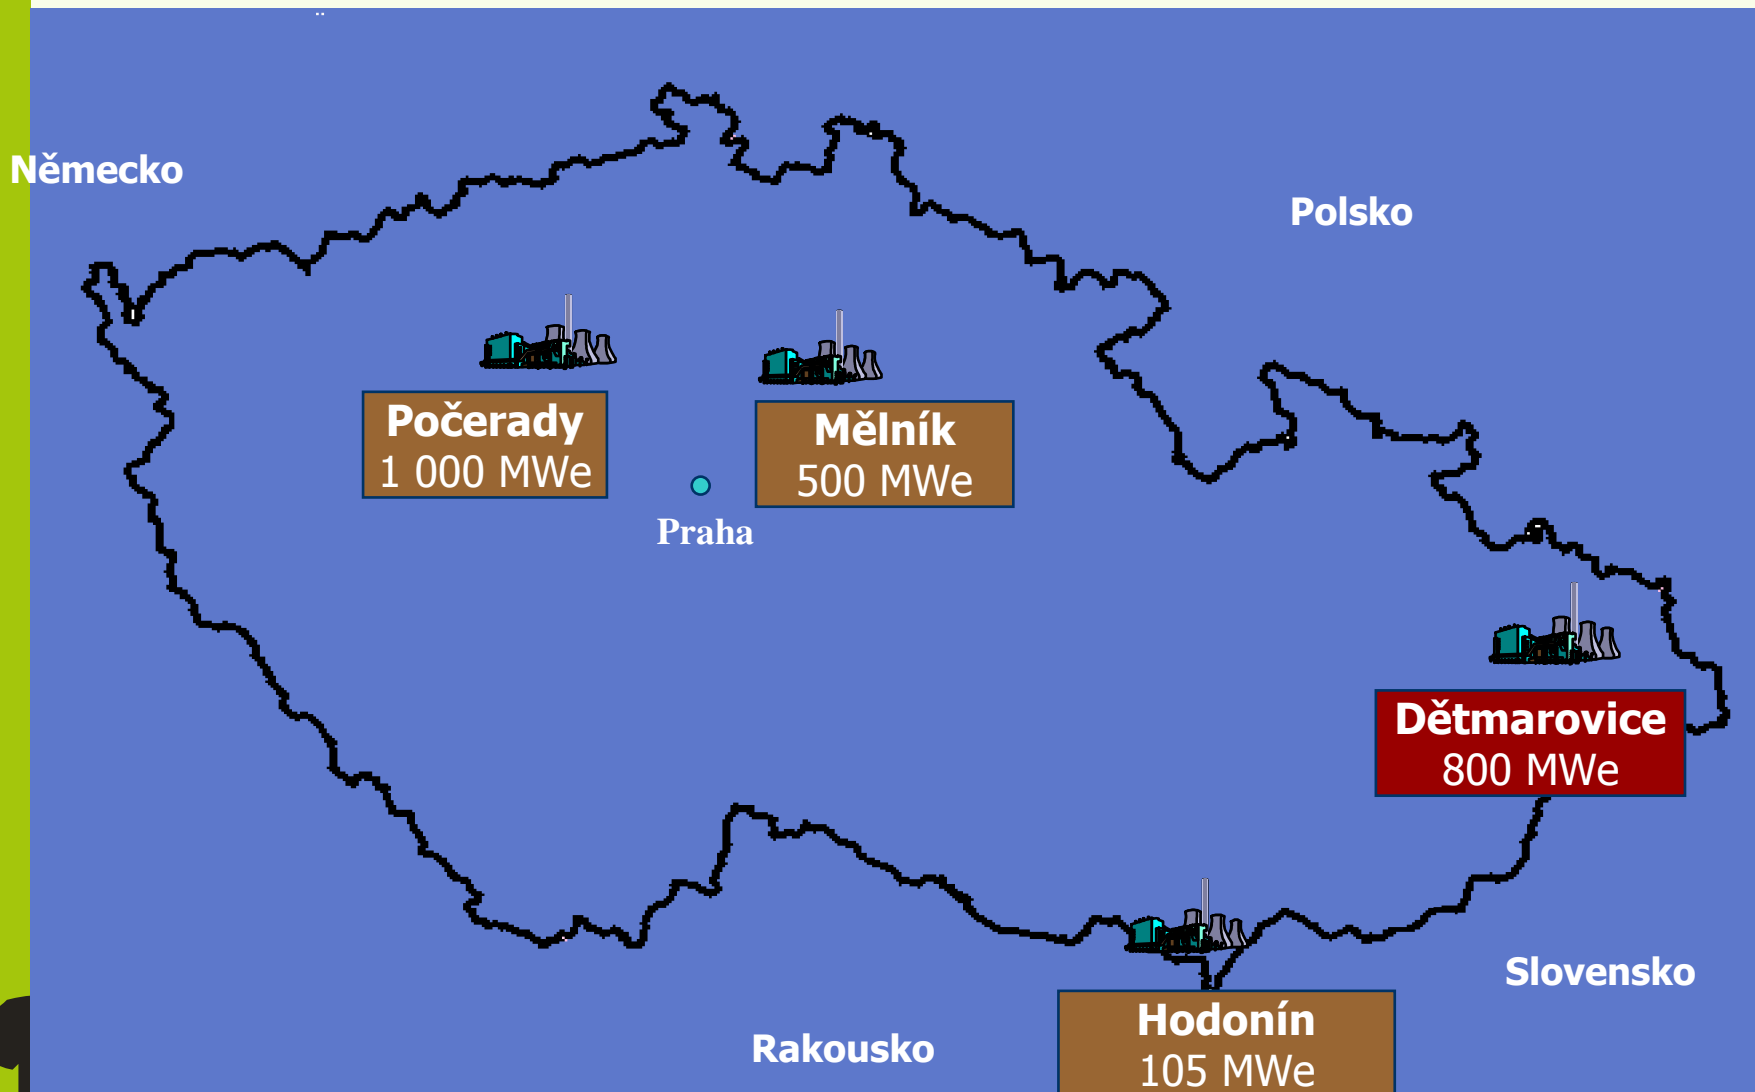 Německo
Polsko
Počerady
1 000 MWe
Mělník
500 MWe
Praha
Dětmarovice
800 MWe
Slovensko
Hodonín
105 MWe
Rakousko